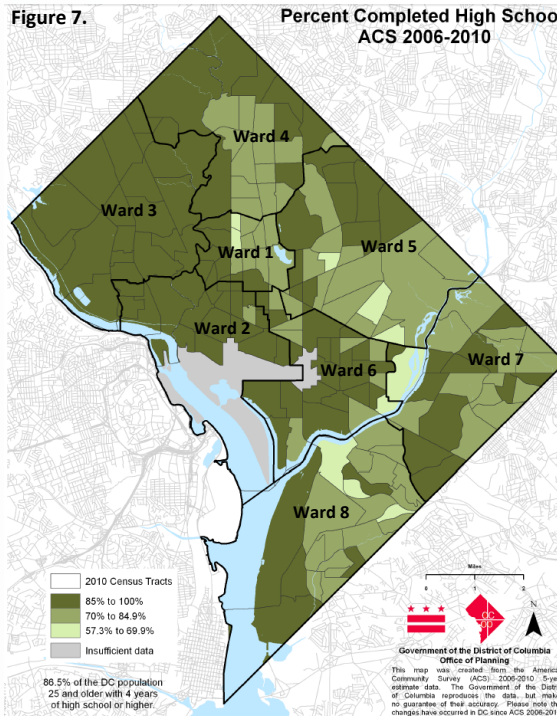 Figure 7.
Percent Completed High Schoo
ACS 2006-2010
Ward 4
Ward 3
Ward 1
Ward 5
Ward 2
Ward 6
Ward 7
Ward 8
2010 Census Tracts
85% to 100%
70% to 84.9%
57.3% to 69.9%
Insufficient data
86.5% of the DC population
25 and older with 4 years
of high school or higher.
Miles
0 1 2
N
DC
OP
Government of the District of Columbia
Office of Planning
This map was created from the America
Community Survey (ACS) 2006-2010 5-ye
estimate data. The Government of the Distr
of Columbia reproduces the data but make
no guarantee of their accuracy. Please note th
changes have occurred in DC since ACS 2006-201